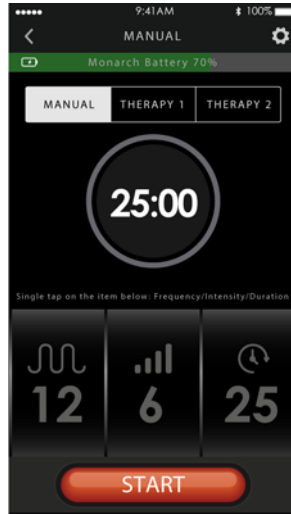 9:41AM 100%
MANUAL
Monarch Battery 70%
MANUAL THERAPY 1 THERAPY 2
25:00
Single tap on the item below: Frequency/Intensity/Duration
12 6 25
START